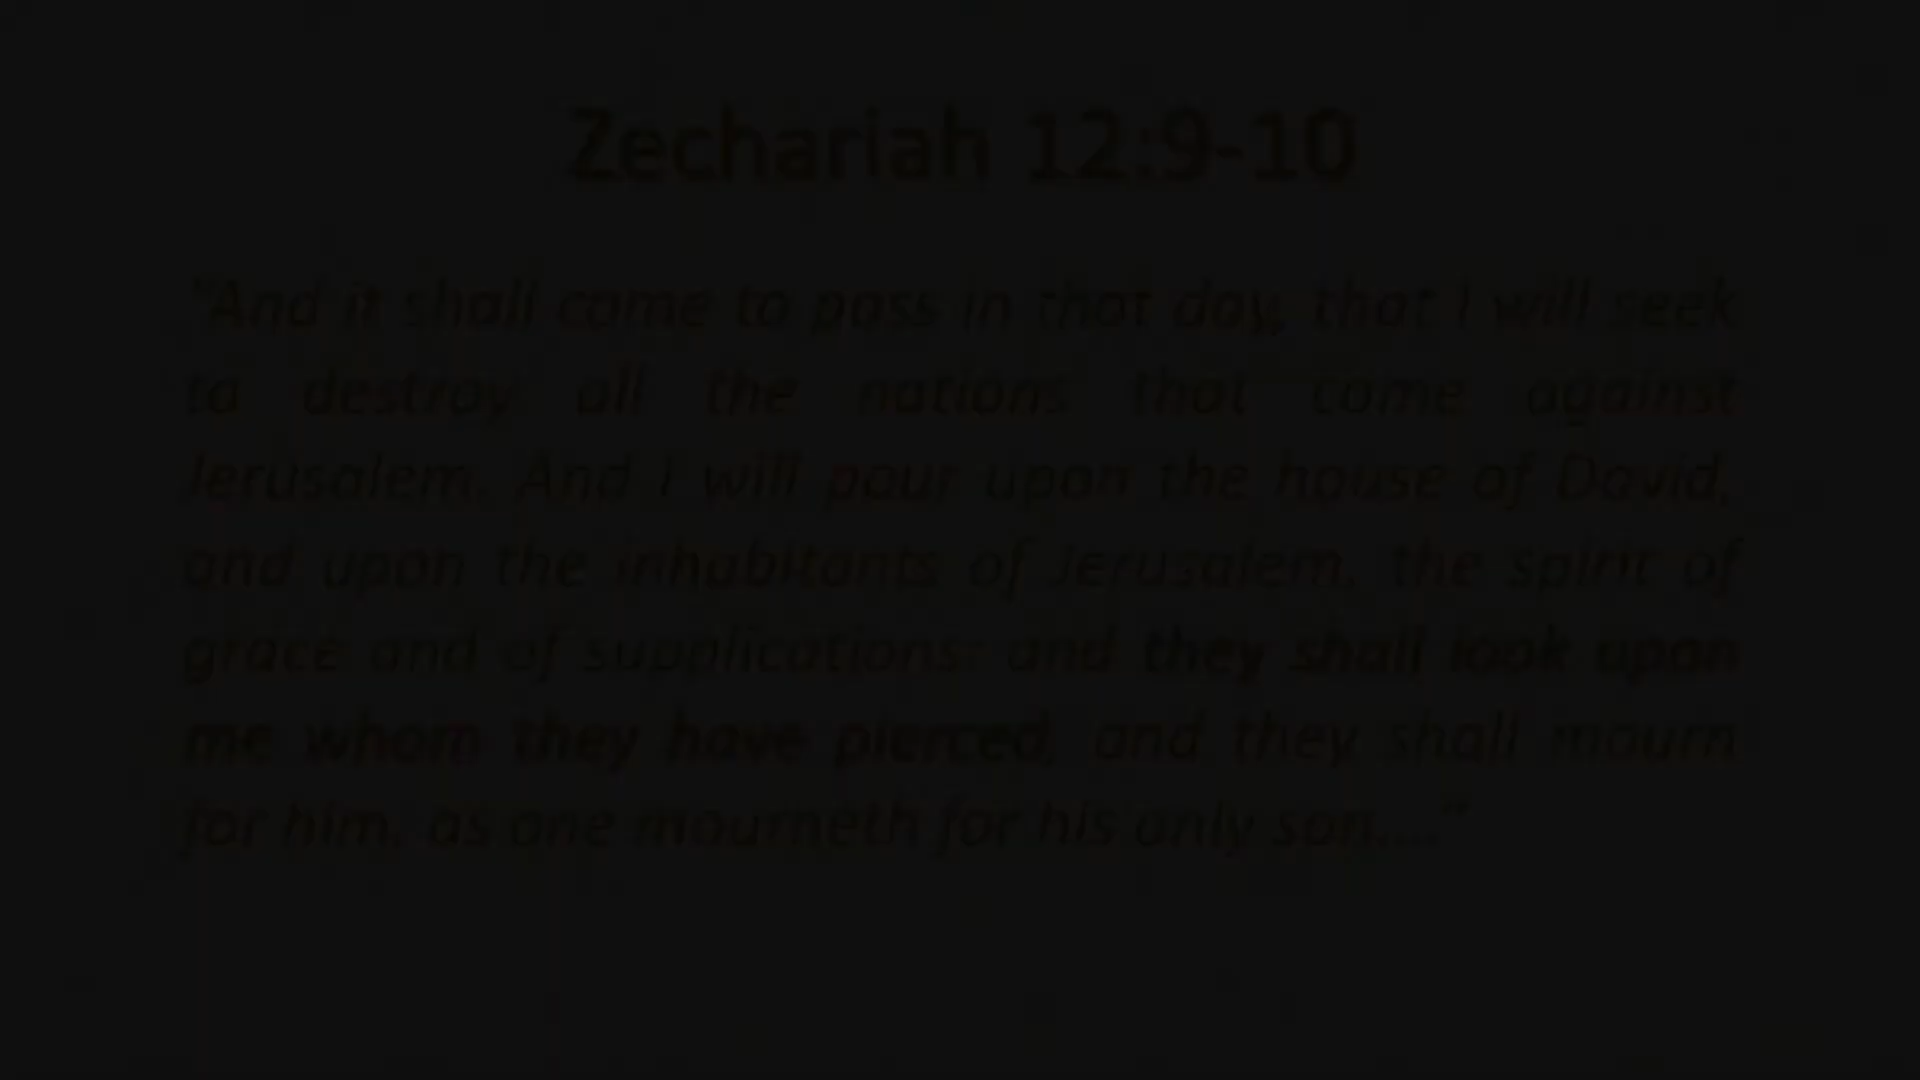 Zechariah 12:9-10
"And it shall come to pass in that day, that I will seek
to destroy all the nations that come against
Jerusalem. And I will pour upon the house of David,
and upon the inhabitants of Jerusalem, the spirit of
grace and of supplications: and they shall look upon
me whom they have pierced, and they shall mourn
for him, as one mourneth for his only son...."